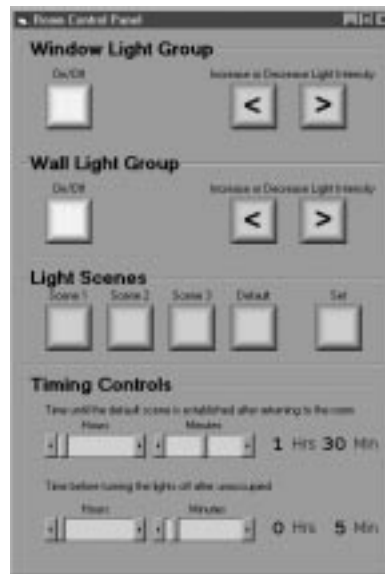 Room Control Panel
Window Light Group
On/Off
Increase or Decrease Light Intensity
< >
Wall Light Group
On/Off
Increase or Decrease Light Intensity
< >
Light Scenes
Scene 1 Scene 2 Scene 3 Default Set
Timing Controls
Time until the default scene is established after returning to the room
Hours Minutes
1 Hrs 30 Min
Time before turning the lights off after unoccupied
Hours Minutes
0 Hrs 5 Min